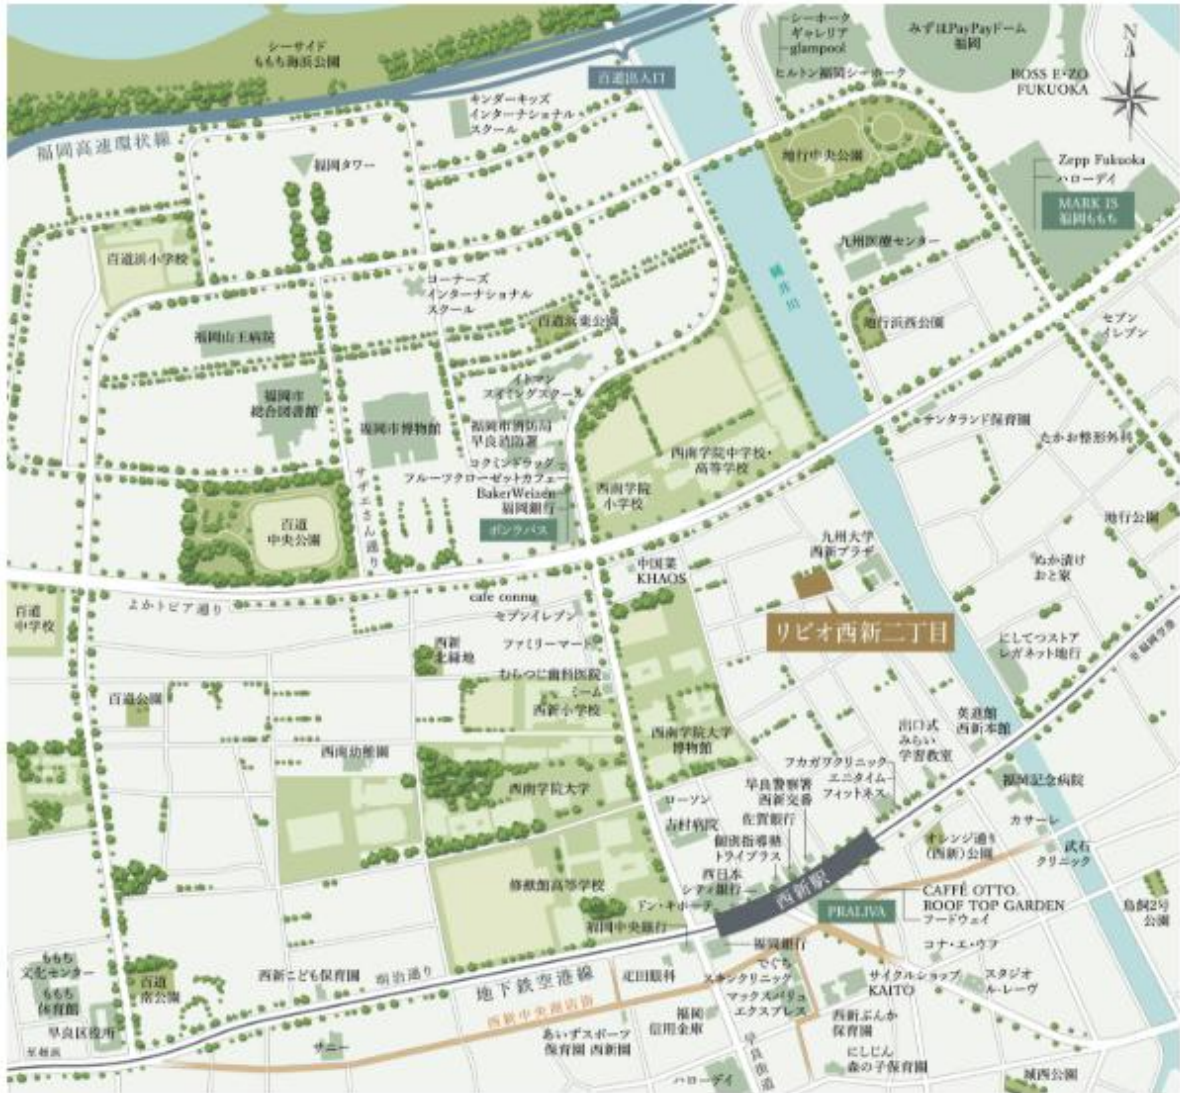 シーサイド
ももち海浜公園
百道出入口
シーホーク
ギャレリア
glampool
ヒルトン福岡シーホーク
みずほPayPayドーム
福岡
BOSS E・ZO
FUKUOKA
N
福岡高速環状線
キンダーキッズ
インターナショナル
スクール
福岡タワー
地行中央公園
Zepp Fukuoka
ハローデイ
MARK IS
福岡ももち
百道浜小学校
九州医療センター
コーナーズ
インターナショナル
スクール
樋井川
百道浜東公園
地行浜西公園
セブン
イレブン
福岡山王病院
イトマン
スイミングスクール
福岡市
総合図書館
福岡市博物館
福岡市消防局
早良消防署
サンタランド保育園
たかお整形外科
西南学院中学校・
高等学校
コクミンドラッグ
フルーツクローゼットカフェ
BakerWeizen
福岡銀行
ボンラパス
西南学院
小学校
サザエさん通り
百道
中央公園
地行公園
九州大学
西新プラザ
中国菜
KHAOS
ぬか漬け
おと家
よかトピア通り
cafe connu
セブンイレブン
百道
中学校
リビオ西新二丁目
西新
北緑地
ファミリーマート
にしてつストア
レガネット地行
至福岡空港
むらつじ歯科医院
ミーム
西新小学校
百道公園
西南学院大学
博物館
英進館
西新本館
出口式
みらい
学習教室
西南幼稚園
フカガワクリニック
エニタイム
フィットネス
早良警察署
西新交番
福岡記念病院
西南学院大学
ローソン
佐賀銀行
カサーレ
吉村病院
個別指導塾
トライプラス
オレンジ通り
(西新)公園
武石
クリニック
西日本
シティ銀行
修猷館高等学校
西新駅
CAFFÉ OTTO.
ROOF TOP GARDEN
フードウェイ
ドン・キホーテ
PRALIVA
鳥飼2号
公園
福岡中央銀行
福岡銀行
コナ・エ・ウフ
ももち
文化センター
百道
南公園
西新こども保育園
明治通り
地下鉄空港線
疋田眼科
でぐち
スキンクリニック
サイクルショップ
KAITO
スタジオ
ル・レーヴ
ももち
体育館
マックスバリュ
エクスプレス
西新中央商店街
福岡
信用金庫
西新ぶんか
保育園
早良区役所
至姪浜
サニー
あいずスポーツ
保育園 西新園
早良街道
にしじん
森の子保育園
ハローデイ
城西公園